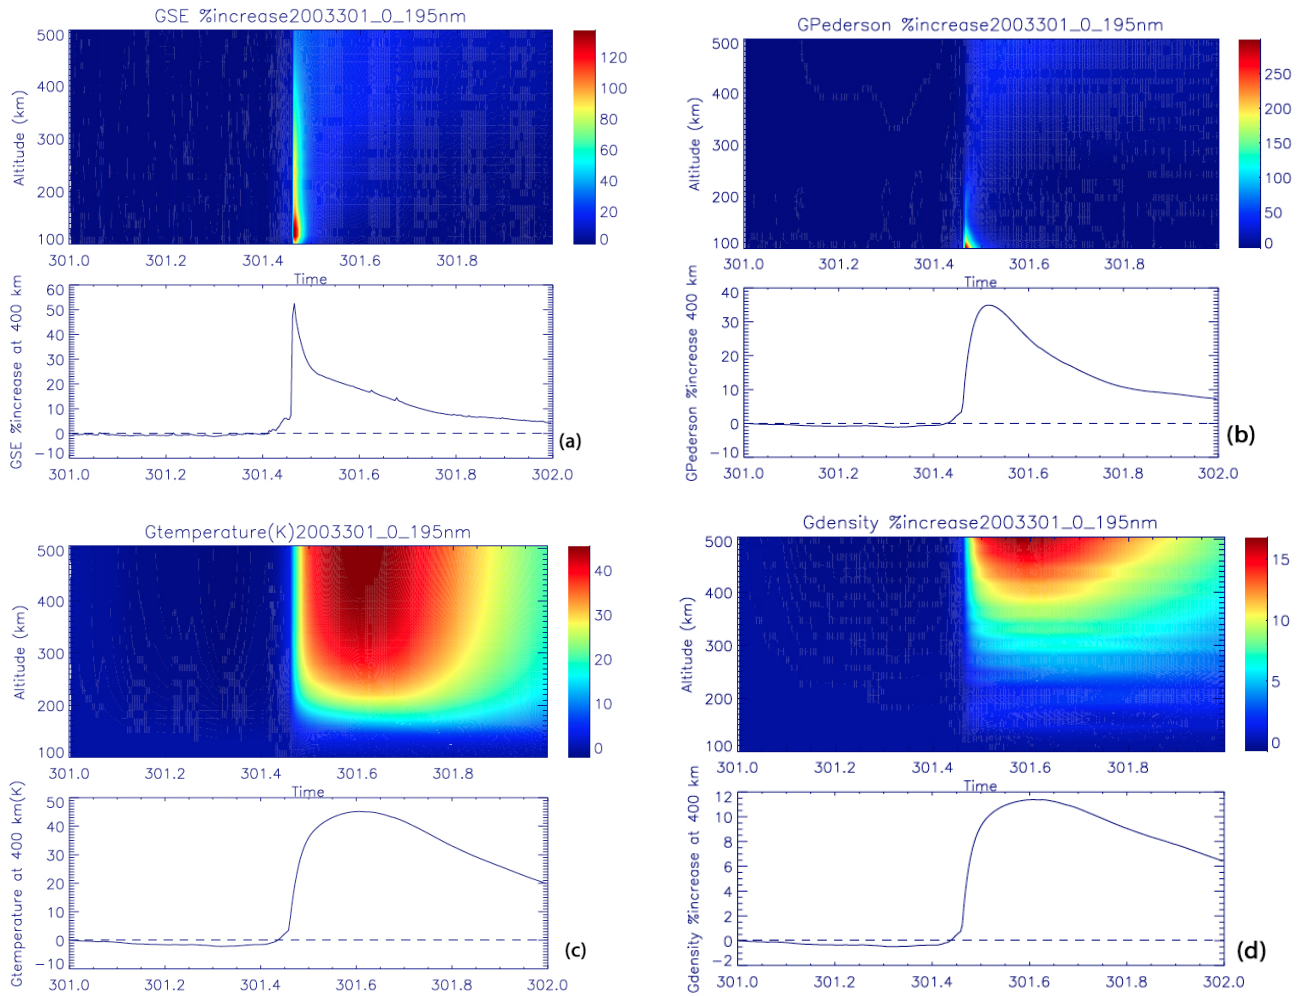 GSE %increase2003301_0_195nm
500
400
300
200
100
Altitude (km)
301.0 301.2 301.4 301.6 301.8
120
100
80
60
40
20
0
Time
60
50
40
30
20
10
0
−10
GSE %increase at 400 km
301.0 301.2 301.4 301.6 301.8 302.0
(a)
GPederson %increase2003301_0_195nm
500
400
300
200
100
Altitude (km)
301.0 301.2 301.4 301.6 301.8
250
200
150
100
50
0
Time
40
30
20
10
0
−10
GPederson %increase 400 km
301.0 301.2 301.4 301.6 301.8 302.0
(b)
Gtemperature(K)2003301_0_195nm
500
400
300
200
100
Altitude (km)
301.0 301.2 301.4 301.6 301.8
40
30
20
10
0
Time
50
40
30
20
10
0
−10
Gtemperature at 400 km(K)
301.0 301.2 301.4 301.6 301.8 302.0
(c)
Gdensity %increase2003301_0_195nm
500
400
300
200
100
Altitude (km)
301.0 301.2 301.4 301.6 301.8
15
10
5
0
Time
12
10
8
6
4
2
0
−2
Gdensity %increase at 400 km
301.0 301.2 301.4 301.6 301.8 302.0
(d)